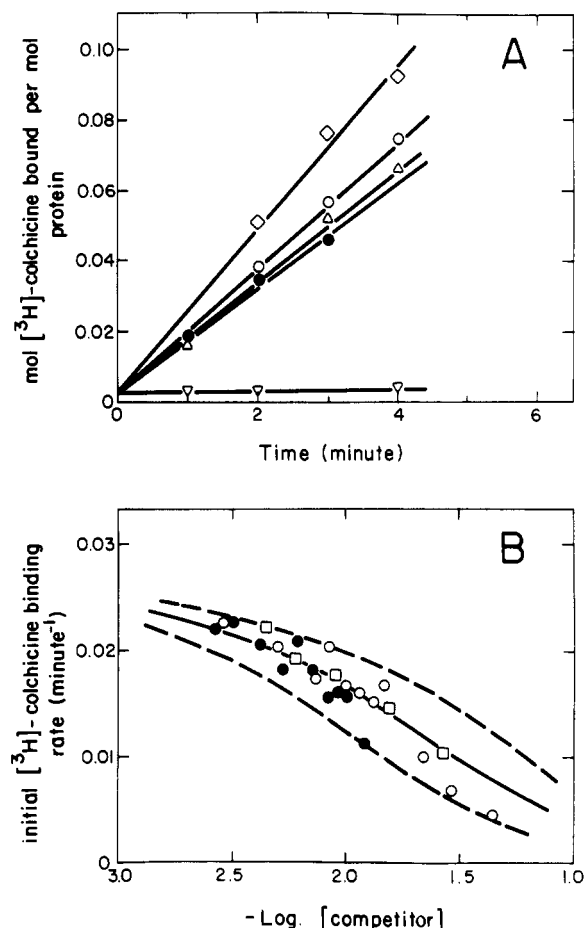 A
mol [³H]-colchicine bound per mol
protein
0.10
0.08
0.06
0.04
0.02
0
0 2 4 6
Time (minute)
B
initial [³H]-colchicine binding
rate (minute⁻¹)
0.03
0.02
0.01
0
3.0 2.5 2.0 1.5 1.0
-Log. [competitor]